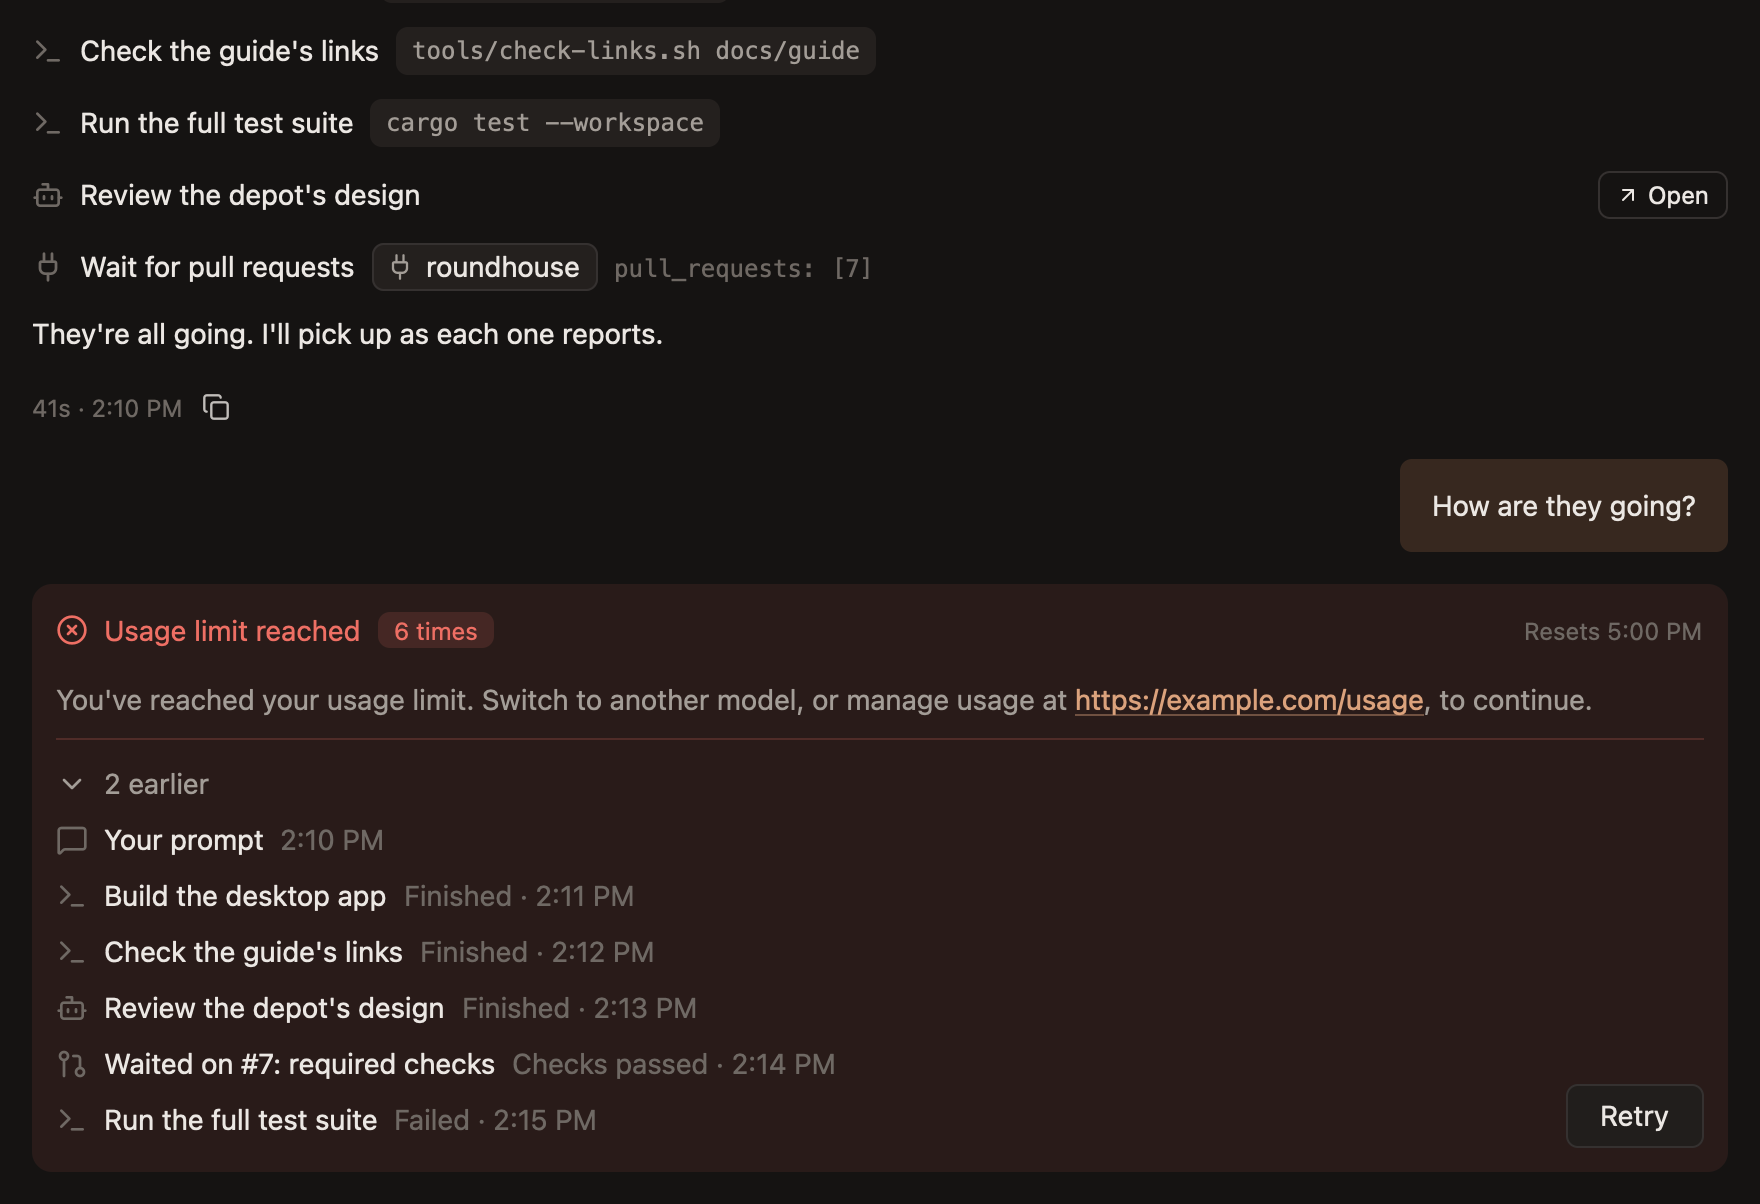 Check the guide's links tools/check-links.sh docs/guide
Run the full test suite cargo test --workspace
Review the depot's design Open
Wait for pull requests roundhouse pull_requests: [7]
They're all going. I'll pick up as each one reports.
41s · 2:10 PM
How are they going?
Usage limit reached 6 times Resets 5:00 PM
You've reached your usage limit. Switch to another model, or manage usage at https://example.com/usage, to continue.
2 earlier
Your prompt 2:10 PM
Build the desktop app Finished · 2:11 PM
Check the guide's links Finished · 2:12 PM
Review the depot's design Finished · 2:13 PM
Waited on #7: required checks Checks passed · 2:14 PM
Run the full test suite Failed · 2:15 PM
Retry